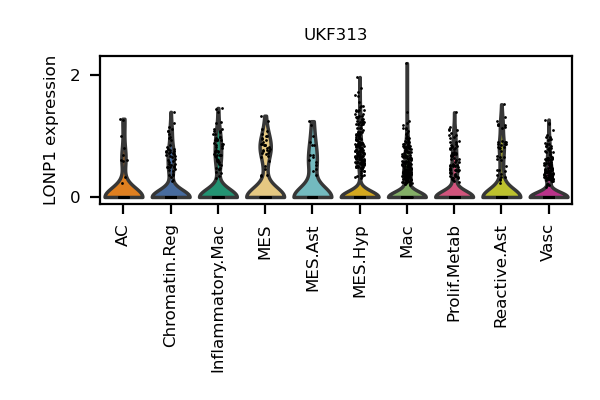 UKF313
LONP1 expression
2
0
AC
Chromatin.Reg
Inflammatory.Mac
MES
MES.Ast
MES.Hyp
Mac
Prolif.Metab
Reactive.Ast
Vasc